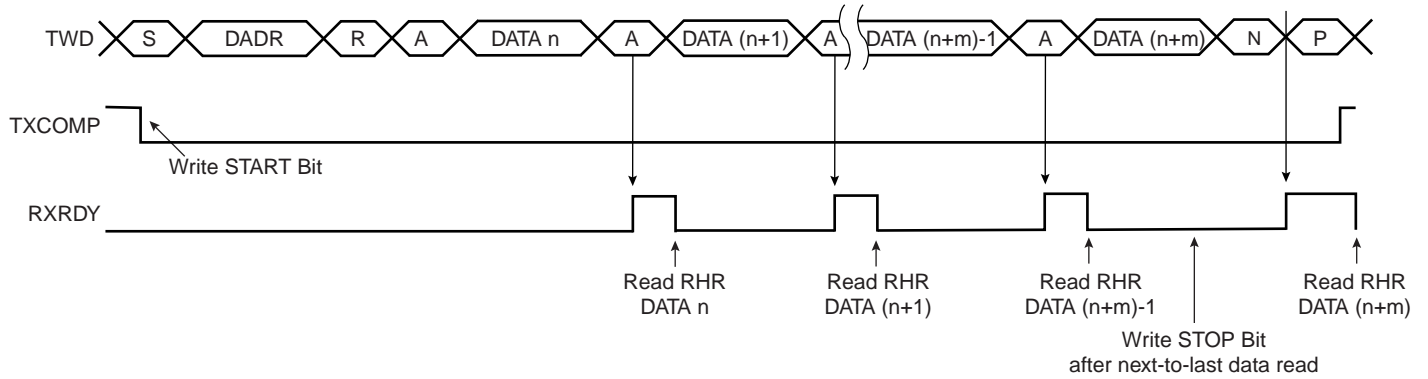 TWD S DADR R A DATA n A DATA (n+1) A DATA (n+m)-1 A DATA (n+m) N P
TXCOMP
Write START Bit
RXRDY
Read RHR
DATA n
Read RHR
DATA (n+1)
Read RHR
DATA (n+m)-1
Read RHR
DATA (n+m)
Write STOP Bit
after next-to-last data read